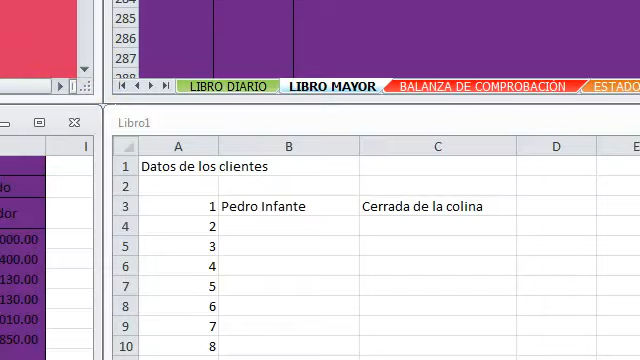 285
286
287
288
LIBRO DIARIO LIBRO MAYOR BALANZA DE COMPROBACIÓN ESTADO
I
do
dor
000.00
400.00
130.00
130.00
010.00
850.00
Libro1
A B C D E
1 Datos de los clientes
2
3 1 Pedro Infante Cerrada de la colina
4 2
5 3
6 4
7 5
8 6
9 7
10 8